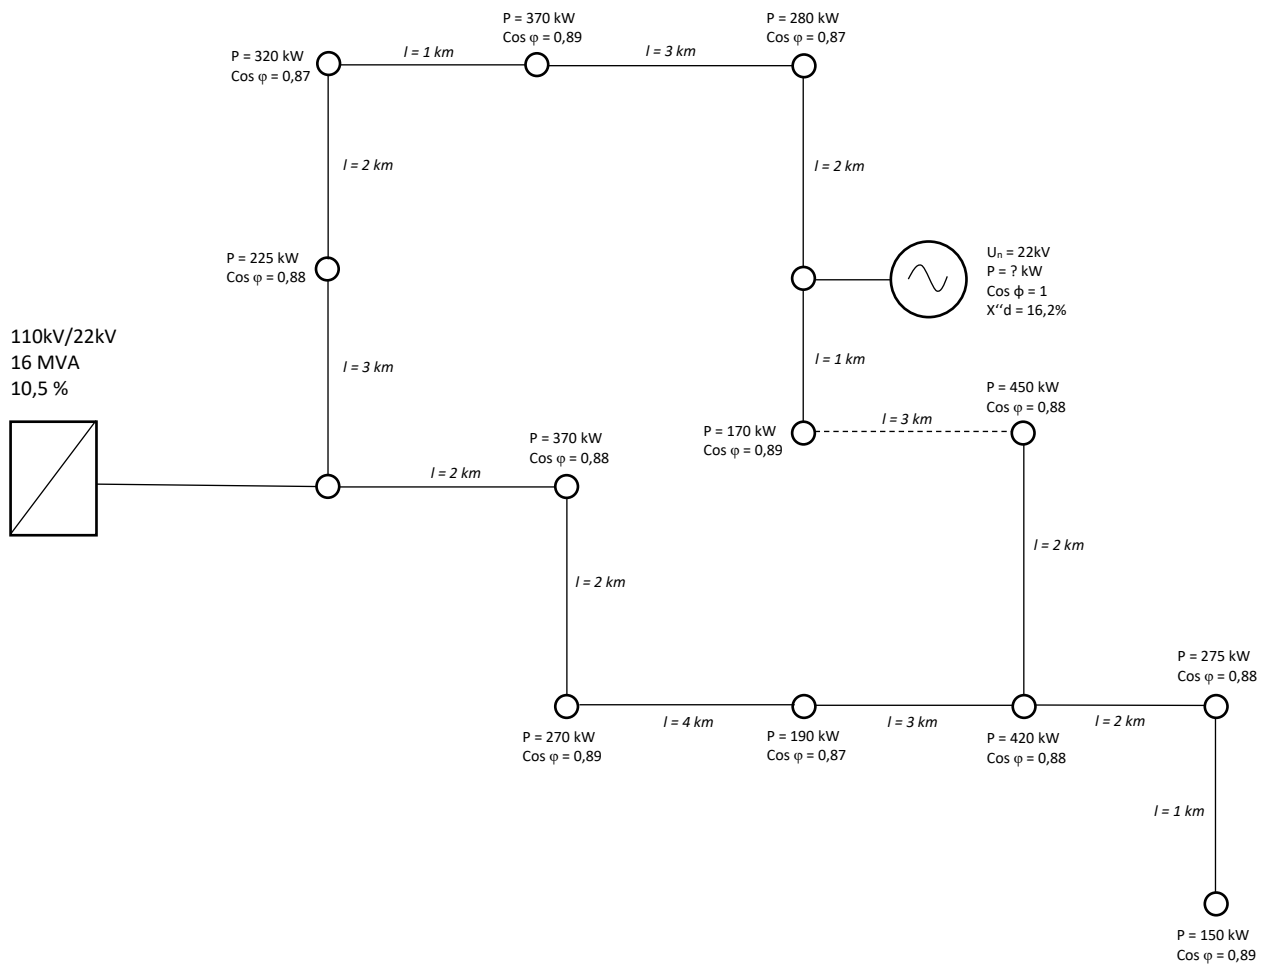 P = 370 kW
Cos φ = 0,89
P = 280 kW
Cos φ = 0,87
P = 320 kW
Cos φ = 0,87
l = 1 km
l = 3 km
l = 2 km
l = 2 km
P = 225 kW
Cos φ = 0,88
Uₙ = 22kV
P = ? kW
Cos ϕ = 1
X‘‘d = 16,2%
110kV/22kV
16 MVA
10,5 %
l = 3 km
l = 1 km
P = 450 kW
Cos φ = 0,88
l = 3 km
P = 170 kW
Cos φ = 0,89
P = 370 kW
Cos φ = 0,88
l = 2 km
l = 2 km
l = 2 km
P = 275 kW
Cos φ = 0,88
l = 4 km
l = 3 km
l = 2 km
P = 270 kW
Cos φ = 0,89
P = 190 kW
Cos φ = 0,87
P = 420 kW
Cos φ = 0,88
l = 1 km
P = 150 kW
Cos φ = 0,89